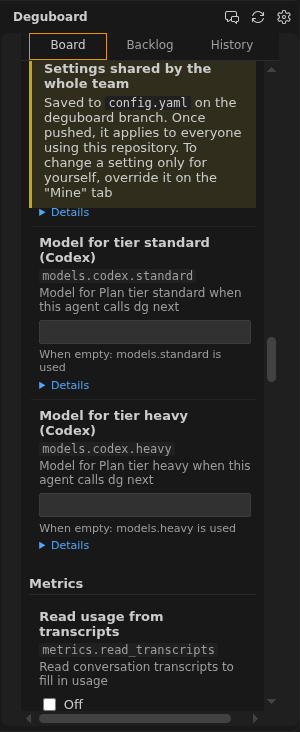 Deguboard
Board
Backlog
History
Settings shared by the
whole team
Saved to config.yaml on the
deguboard branch. Once
pushed, it applies to everyone
using this repository. To
change a setting only for
yourself, override it on the
"Mine" tab
Details
Model for tier standard
(Codex)
models.codex.standard
Model for Plan tier standard when
this agent calls dg next
When empty: models.standard is
used
Details
Model for tier heavy
(Codex)
models.codex.heavy
Model for Plan tier heavy when this
agent calls dg next
When empty: models.heavy is used
Details
Metrics
Read usage from
transcripts
metrics.read_transcripts
Read conversation transcripts to
fill in usage
Off